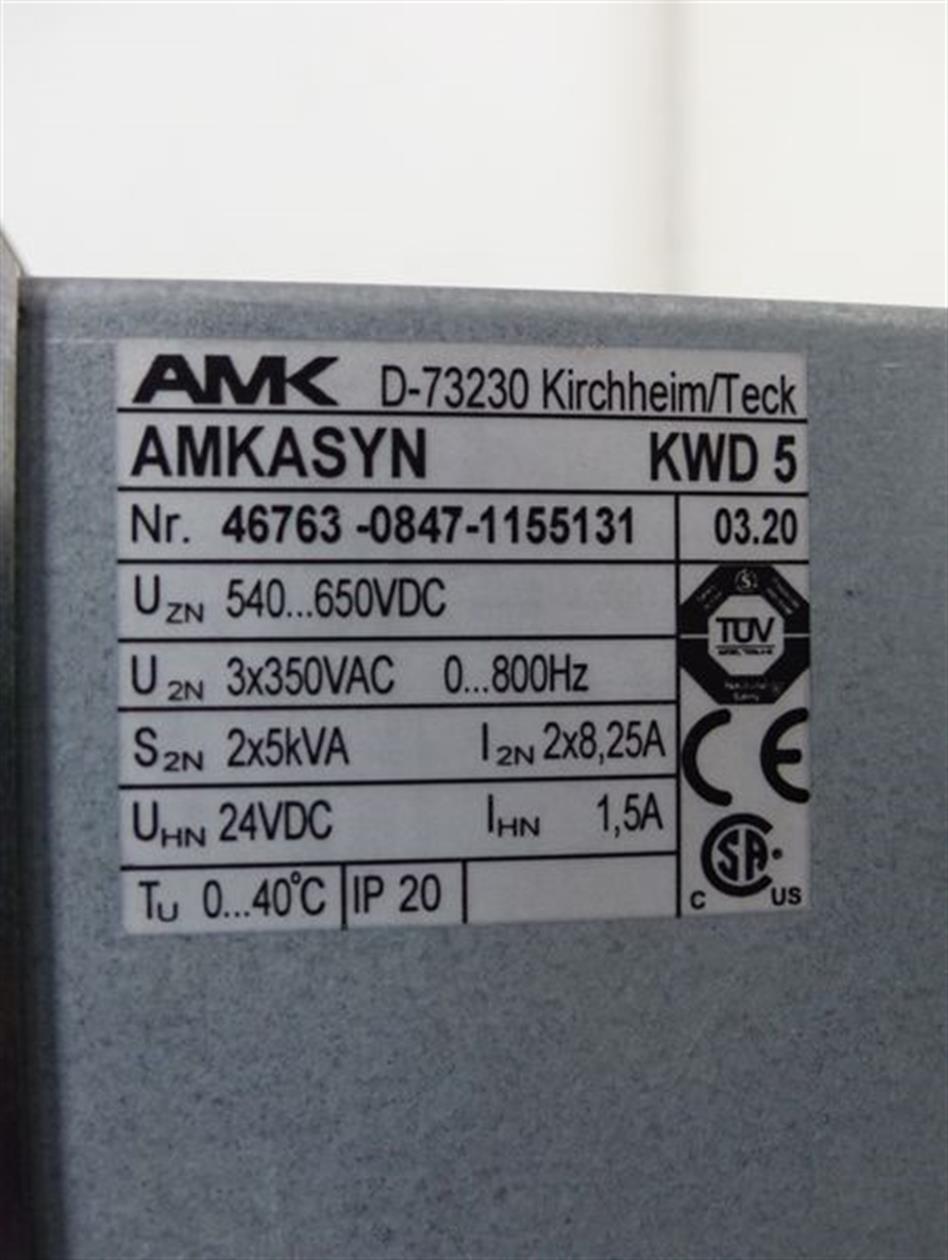 AMK D-73230 Kirchheim/Teck
AMKASYN KWD 5
Nr. 46763 -0847-1155131 03.20
UZN 540...650VDC
TÜV
U2N 3x350VAC 0...800Hz
S2N 2x5kVA I2N 2x8,25A
CE
UHN 24VDC IHN 1,5A
SA
C US
TU 0...40°C IP 20